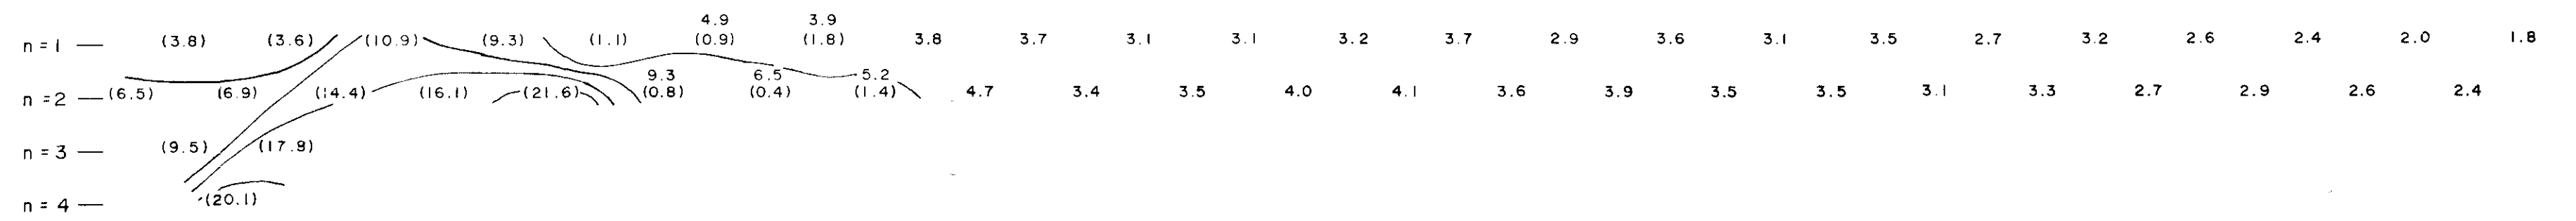 4.9 3.9
n = 1 — (3.8) (3.6) (10.9) (9.3) (1.1) (0.9) (1.8) 3.8 3.7 3.1 3.1 3.2 3.7 2.9 3.6 3.1 3.5 2.7 3.2 2.6 2.4 2.0 1.8
9.3 6.5 5.2
n = 2 — (6.5) (6.9) (14.4) (16.1) (21.6) (0.8) (0.4) (1.4) 4.7 3.4 3.5 4.0 4.1 3.6 3.9 3.5 3.5 3.1 3.3 2.7 2.9 2.6 2.4
n = 3 — (9.5) (17.8)
n = 4 — (20.1)